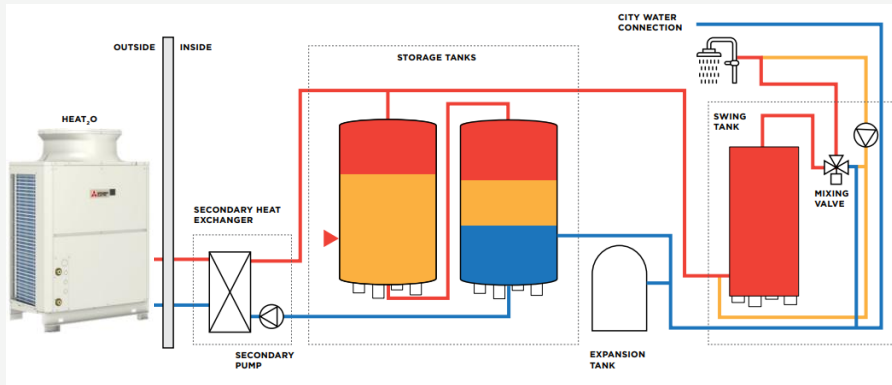 CITY WATER
CONNECTION
OUTSIDE
INSIDE
STORAGE TANKS
HEAT₂O
SWING
TANK
MIXING
VALVE
SECONDARY HEAT
EXCHANGER
SECONDARY
PUMP
EXPANSION
TANK